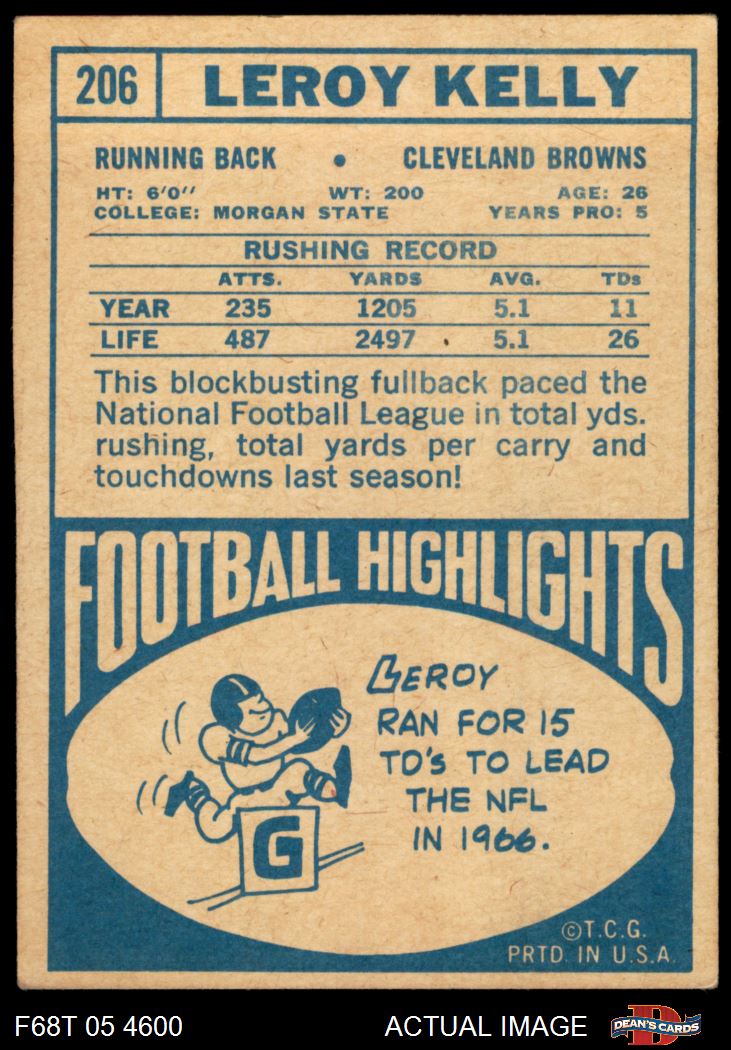 206 LEROY KELLY
RUNNING BACK • CLEVELAND BROWNS
HT: 6'0" WT: 200 AGE: 26
COLLEGE: MORGAN STATE YEARS PRO: 5
RUSHING RECORD
ATTS. YARDS AVG. TDs
YEAR 235 1205 5.1 11
LIFE 487 2497 5.1 26
This blockbusting fullback paced the
National Football League in total yds.
rushing, total yards per carry and
touchdowns last season!
FOOTBALL HIGHLIGHTS
LEROY
RAN FOR 15
TD'S TO LEAD
THE NFL
IN 1966.
G
©T.C.G.
PRTD. IN U.S.A.
F68T 05 4600 ACTUAL IMAGE D DEAN'S CARDS